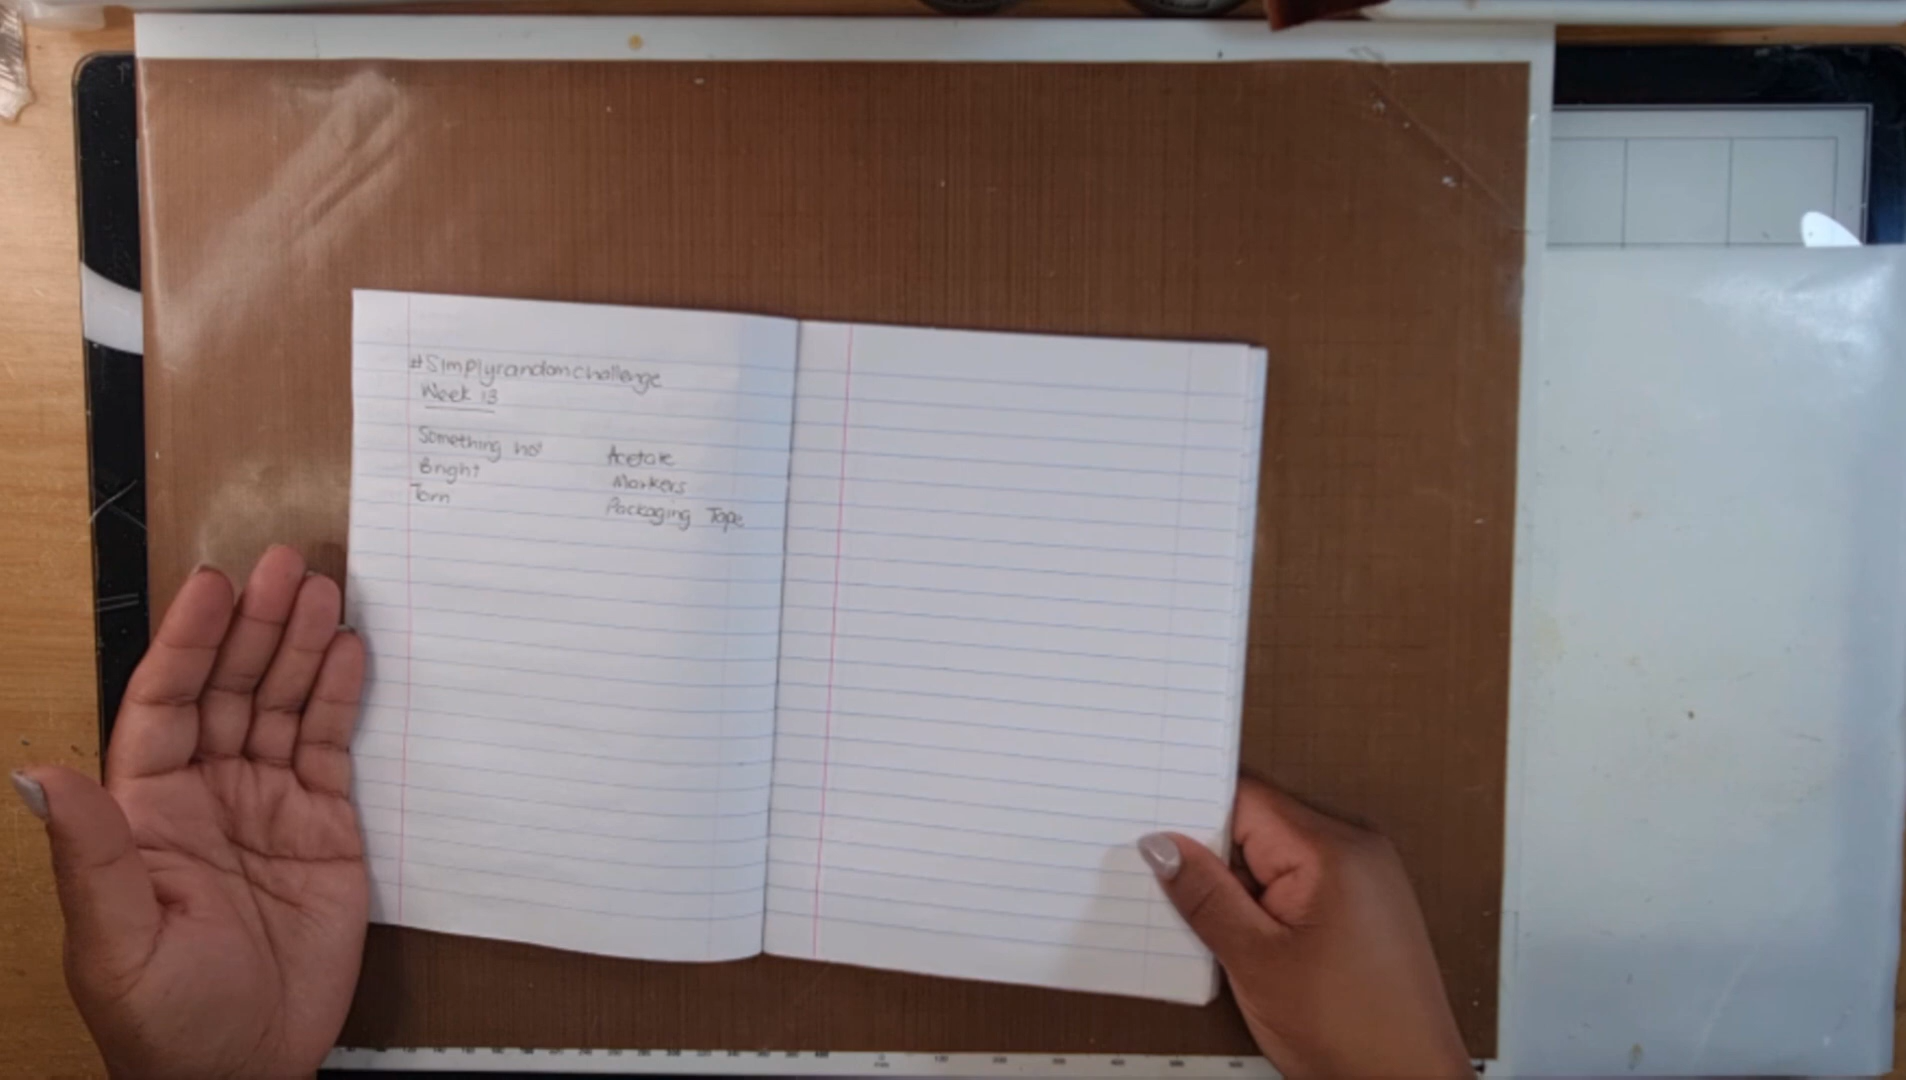 #Simplyrandomchallenge
Week 13
Something hot
Bright
Torn
Acetate
Markers
Packaging Tape